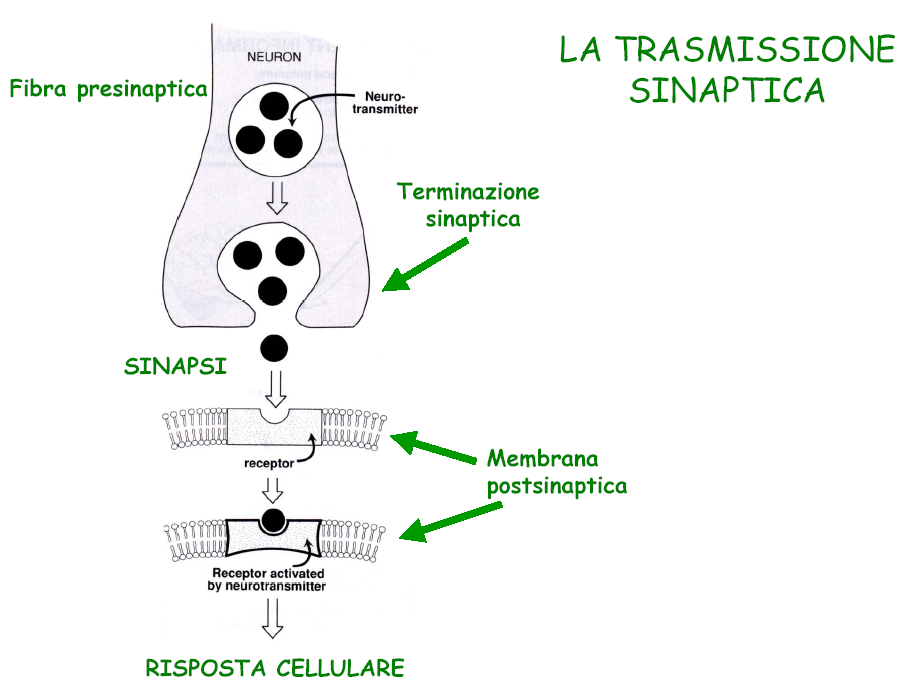 LA TRASMISSIONE
SINAPTICA
NEURON
Fibra presinaptica
Neuro-
transmitter
Terminazione
sinaptica
SINAPSI
receptor
Membrana
postsinaptica
Receptor activated
by neurotransmitter
RISPOSTA CELLULARE